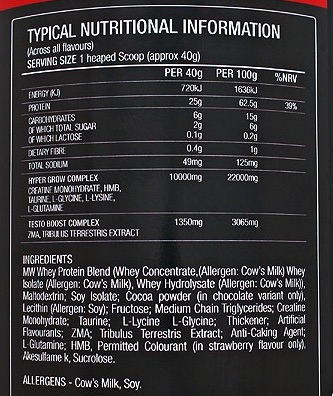 TYPICAL NUTRITIONAL INFORMATION
(Across all flavours)
SERVING SIZE 1 heaped Scoop (approx 40g)
PER 40g PER 100g %NRV
ENERGY (KJ) 720kJ 1636kJ
PROTEIN 25g 62.5g 39%
CARBOHYDRATES 6g 15g
OF WHICH TOTAL SUGAR 2g 6g
OF WHICH LACTOSE 0.1g 0.2g
DIETARY FIBRE 0.4g 1g
TOTAL SODIUM 49mg 125mg
HYPER GROW COMPLEX 10000mg 22000mg
CREATINE MONOHYDRATE, HMB,
TAURINE, L-GLYCINE, L-LYSINE,
L-GLUTAMINE
TESTO BOOST COMPLEX 1350mg 3065mg
ZMA, TRIBULUS TERRESTRIS EXTRACT
INGREDIENTS
MW Whey Protein Blend (Whey Concentrate,(Allergen: Cow's Milk) Whey
Isolate (Allergen: Cow's Milk), Whey Hydrolysate (Allergen: Cow's Milk)),
Maltodextrin; Soy Isolate; Cocoa powder (in chocolate variant only),
Lecithin (Allergen: Soy); Fructose; Medium Chain Triglycerides; Creatine
Monohydrate; Taurine; L-Lycine L-Glycine; Thickener; Artificial
Flavourants; ZMA; Tribulus Terrestris Extract; Anti-Caking Agent;
L-Glutamine; HMB, Permitted Colourant (in strawberry flavour only),
Akesulfame k, Sucrolose.
ALLERGENS - Cow's Milk, Soy.